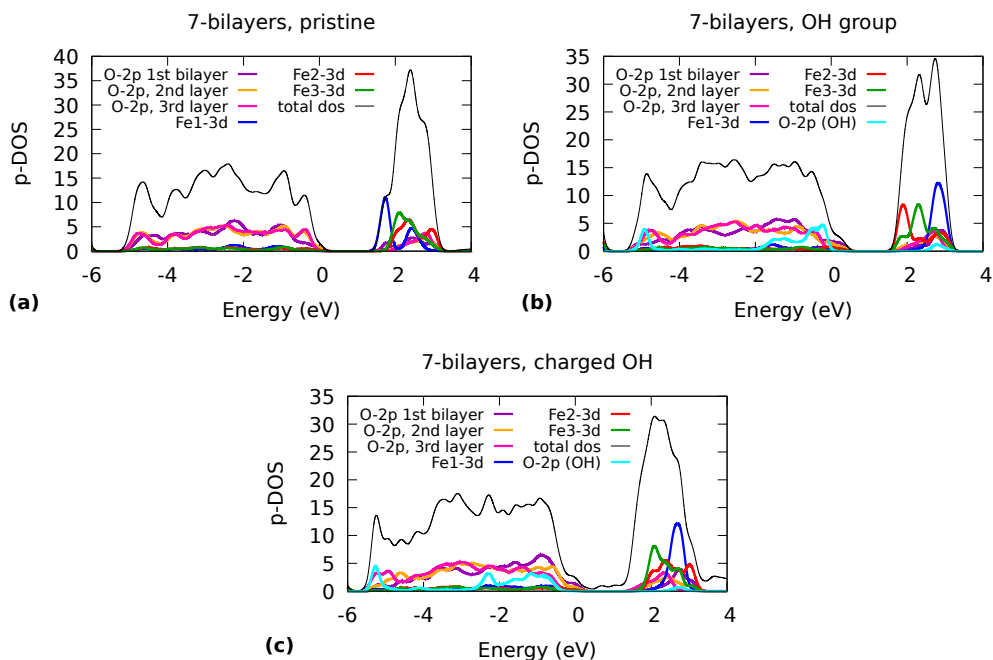 7-bilayers, pristine
40
35
30
25
20
15
10
5
0
p-DOS
O-2p 1st bilayer
O-2p, 2nd layer
O-2p, 3rd layer
Fe1-3d
Fe2-3d
Fe3-3d
total dos
-6 -4 -2 0 2 4
Energy (eV)
(a)
7-bilayers, OH group
35
30
25
20
15
10
5
0
p-DOS
O-2p 1st bilayer
O-2p, 2nd layer
O-2p, 3rd layer
Fe1-3d
Fe2-3d
Fe3-3d
total dos
O-2p (OH)
-6 -4 -2 0 2 4
Energy (eV)
(b)
7-bilayers, charged OH
35
30
25
20
15
10
5
0
p-DOS
O-2p 1st bilayer
O-2p, 2nd layer
O-2p, 3rd layer
Fe1-3d
Fe2-3d
Fe3-3d
total dos
O-2p (OH)
-6 -4 -2 0 2 4
Energy (eV)
(c)